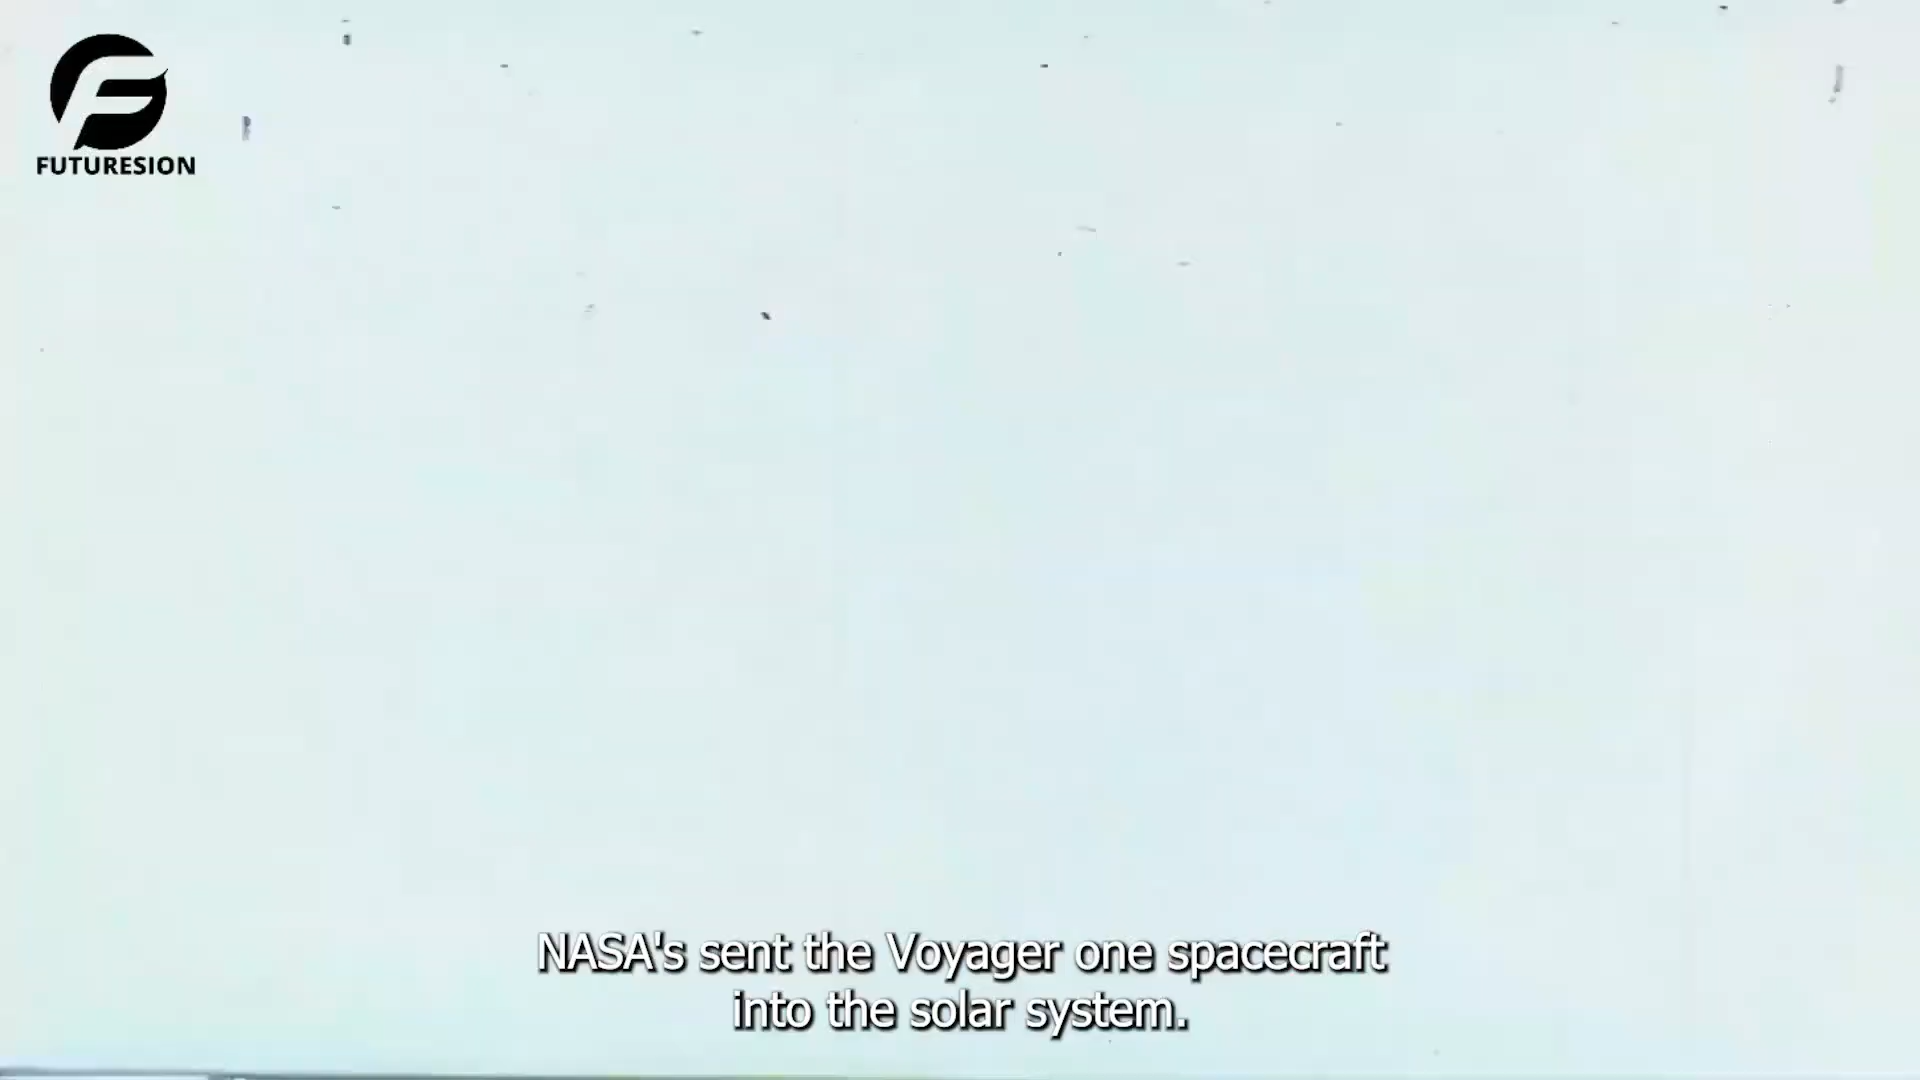 FUTURESION
NASA's sent the Voyager one spacecraft
into the solar system.